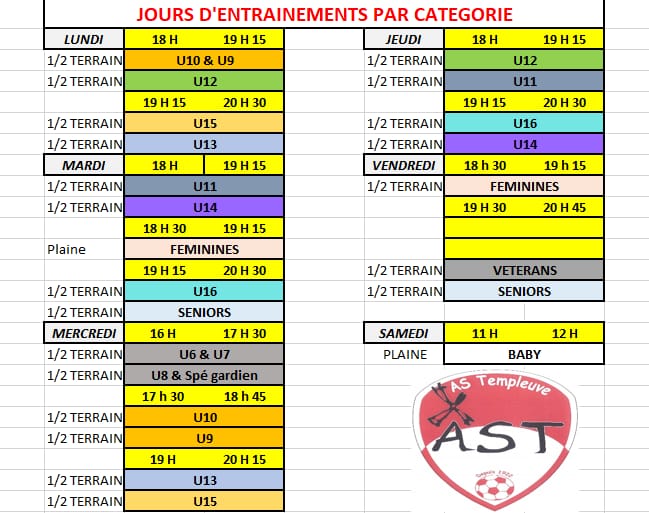 JOURS D'ENTRAINEMENTS PAR CATEGORIE
LUNDI 18 H 19 H 15
1/2 TERRAIN U10 & U9
1/2 TERRAIN U12
19 H 15 20 H 30
1/2 TERRAIN U15
1/2 TERRAIN U13
MARDI 18 H 19 H 15
1/2 TERRAIN U11
1/2 TERRAIN U14
18 H 30 19 H 15
Plaine FEMININES
19 H 15 20 H 30
1/2 TERRAIN U16
1/2 TERRAIN SENIORS
MERCREDI 16 H 17 H 30
1/2 TERRAIN U6 & U7
1/2 TERRAIN U8 & Spé gardien
17 h 30 18 h 45
1/2 TERRAIN U10
1/2 TERRAIN U9
19 H 20 H 15
1/2 TERRAIN U13
1/2 TERRAIN U15
JEUDI 18 H 19 H 15
1/2 TERRAIN U12
1/2 TERRAIN U11
19 H 15 20 H 30
1/2 TERRAIN U16
1/2 TERRAIN U14
VENDREDI 18 h 30 19 h 15
1/2 TERRAIN FEMININES
19 H 30 20 H 45
1/2 TERRAIN VETERANS
1/2 TERRAIN SENIORS
SAMEDI 11 H 12 H
PLAINE BABY
AS Templeuve
AST
Depuis 1922